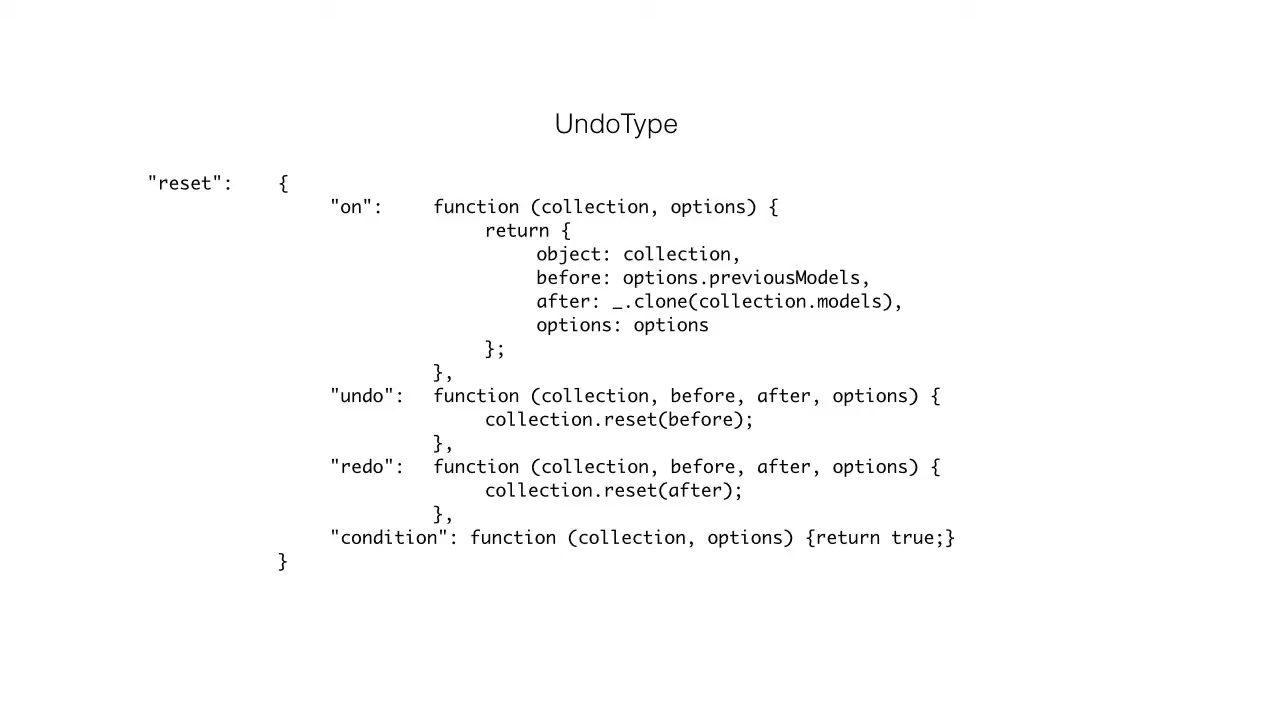 UndoType
"reset": {
"on": function (collection, options) {
return {
object: collection,
before: options.previousModels,
after: _.clone(collection.models),
options: options
};
},
"undo": function (collection, before, after, options) {
collection.reset(before);
},
"redo": function (collection, before, after, options) {
collection.reset(after);
},
"condition": function (collection, options) {return true;}
}